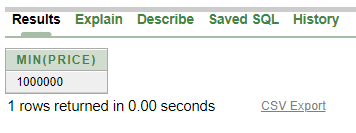 Results Explain Describe Saved SQL History
MIN(PRICE)
1000000
1 rows returned in 0.00 seconds CSV Export